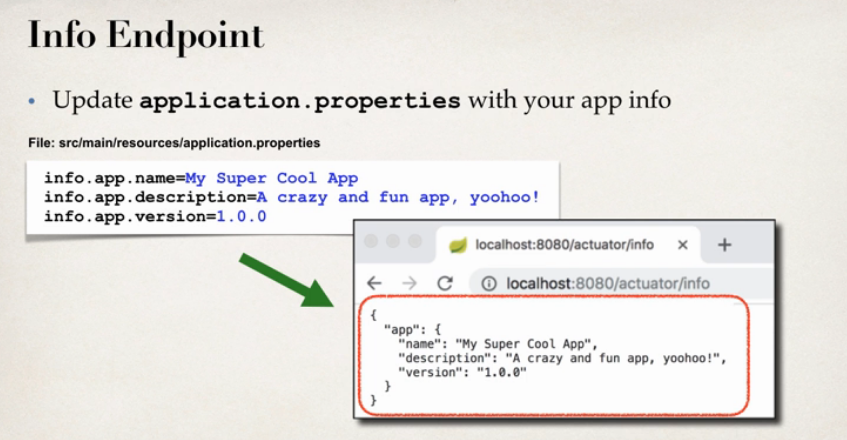 Info Endpoint
• Update application.properties with your app info
File: src/main/resources/application.properties
info.app.name=My Super Cool App
info.app.description=A crazy and fun app, yoohoo!
info.app.version=1.0.0
localhost:8080/actuator/info
localhost:8080/actuator/info
{
"app": {
"name": "My Super Cool App",
"description": "A crazy and fun app, yoohoo!",
"version": "1.0.0"
}
}